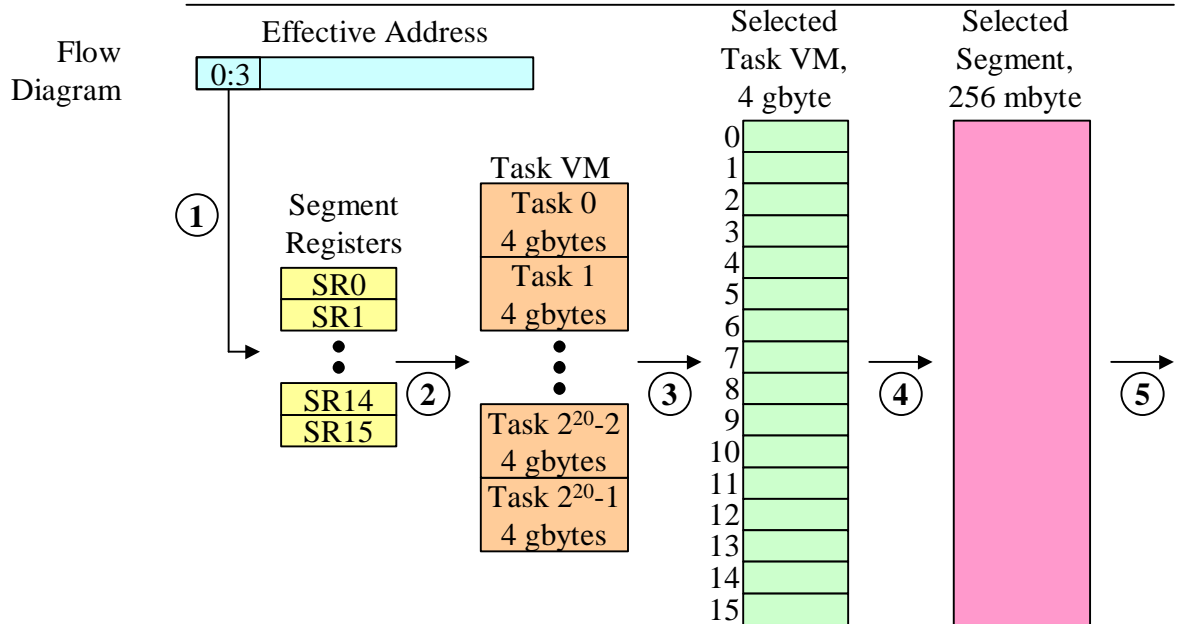 Flow
Diagram
Effective Address
0:3
1
Segment
Registers
SR0
SR1
SR14
SR15
2
Task VM
Task 0
4 gbytes
Task 1
4 gbytes
Task 2²⁰-2
4 gbytes
Task 2²⁰-1
4 gbytes
3
Selected
Task VM,
4 gbyte
0
1
2
3
4
5
6
7
8
9
10
11
12
13
14
15
4
Selected
Segment,
256 mbyte
5